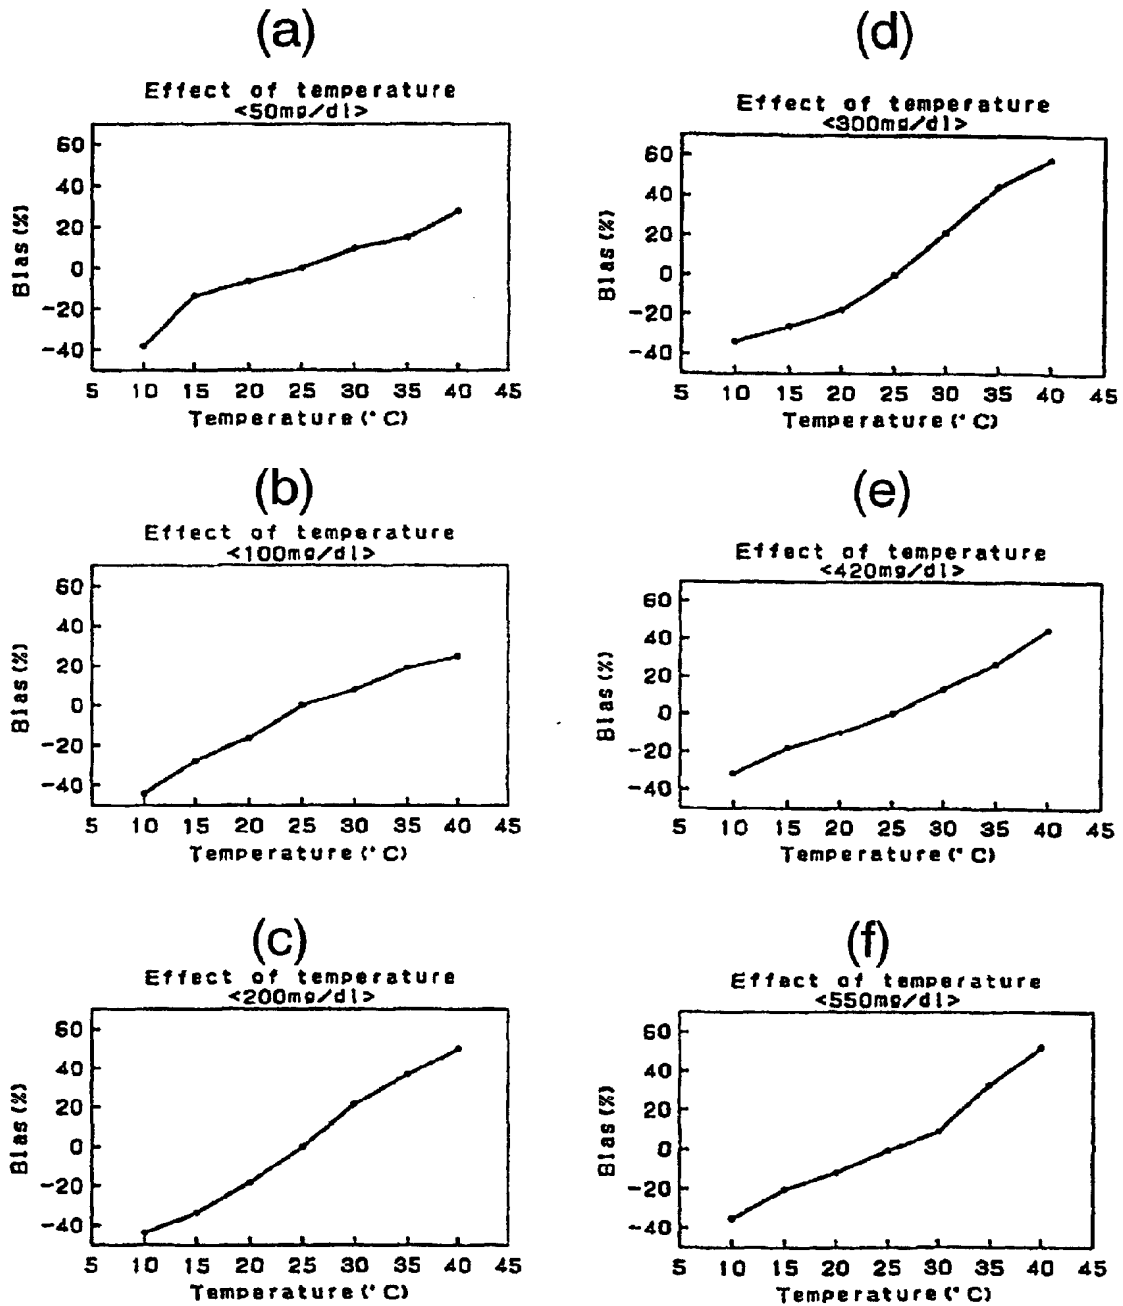 (a)
Effect of temperature
<50mg/dl>
60
40
20
0
-20
-40
Bias (%)
5 10 15 20 25 30 35 40 45
Temperature (°C)
(b)
Effect of temperature
<100mg/dl>
60
40
20
0
-20
-40
Bias (%)
5 10 15 20 25 30 35 40 45
Temperature (°C)
(c)
Effect of temperature
<200mg/dl>
60
40
20
0
-20
-40
Bias (%)
5 10 15 20 25 30 35 40 45
Temperature (°C)
(d)
Effect of temperature
<300mg/dl>
60
40
20
0
-20
-40
Bias (%)
5 10 15 20 25 30 35 40 45
Temperature (°C)
(e)
Effect of temperature
<420mg/dl>
60
40
20
0
-20
-40
Bias (%)
5 10 15 20 25 30 35 40 45
Temperature (°C)
(f)
Effect of temperature
<550mg/dl>
60
40
20
0
-20
-40
Bias (%)
5 10 15 20 25 30 35 40 45
Temperature (°C)